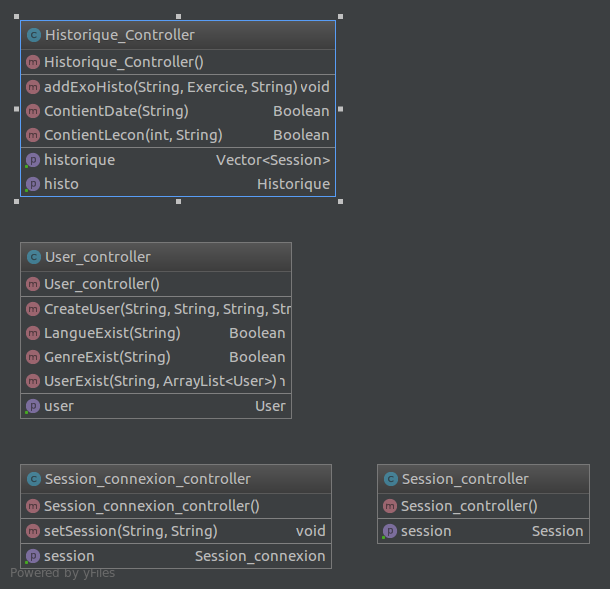 Historique_Controller
Historique_Controller()
addExoHisto(String, Exercice, String) void
ContientDate(String) Boolean
ContientLecon(int, String) Boolean
historique Vector<Session>
histo Historique
User_controller
User_controller()
CreateUser(String, String, String, Str
LangueExist(String) Boolean
GenreExist(String) Boolean
UserExist(String, ArrayList<User>)
user User
Session_connexion_controller
Session_connexion_controller()
setSession(String, String) void
session Session_connexion
Session_controller
Session_controller()
session Session
Powered by yFiles